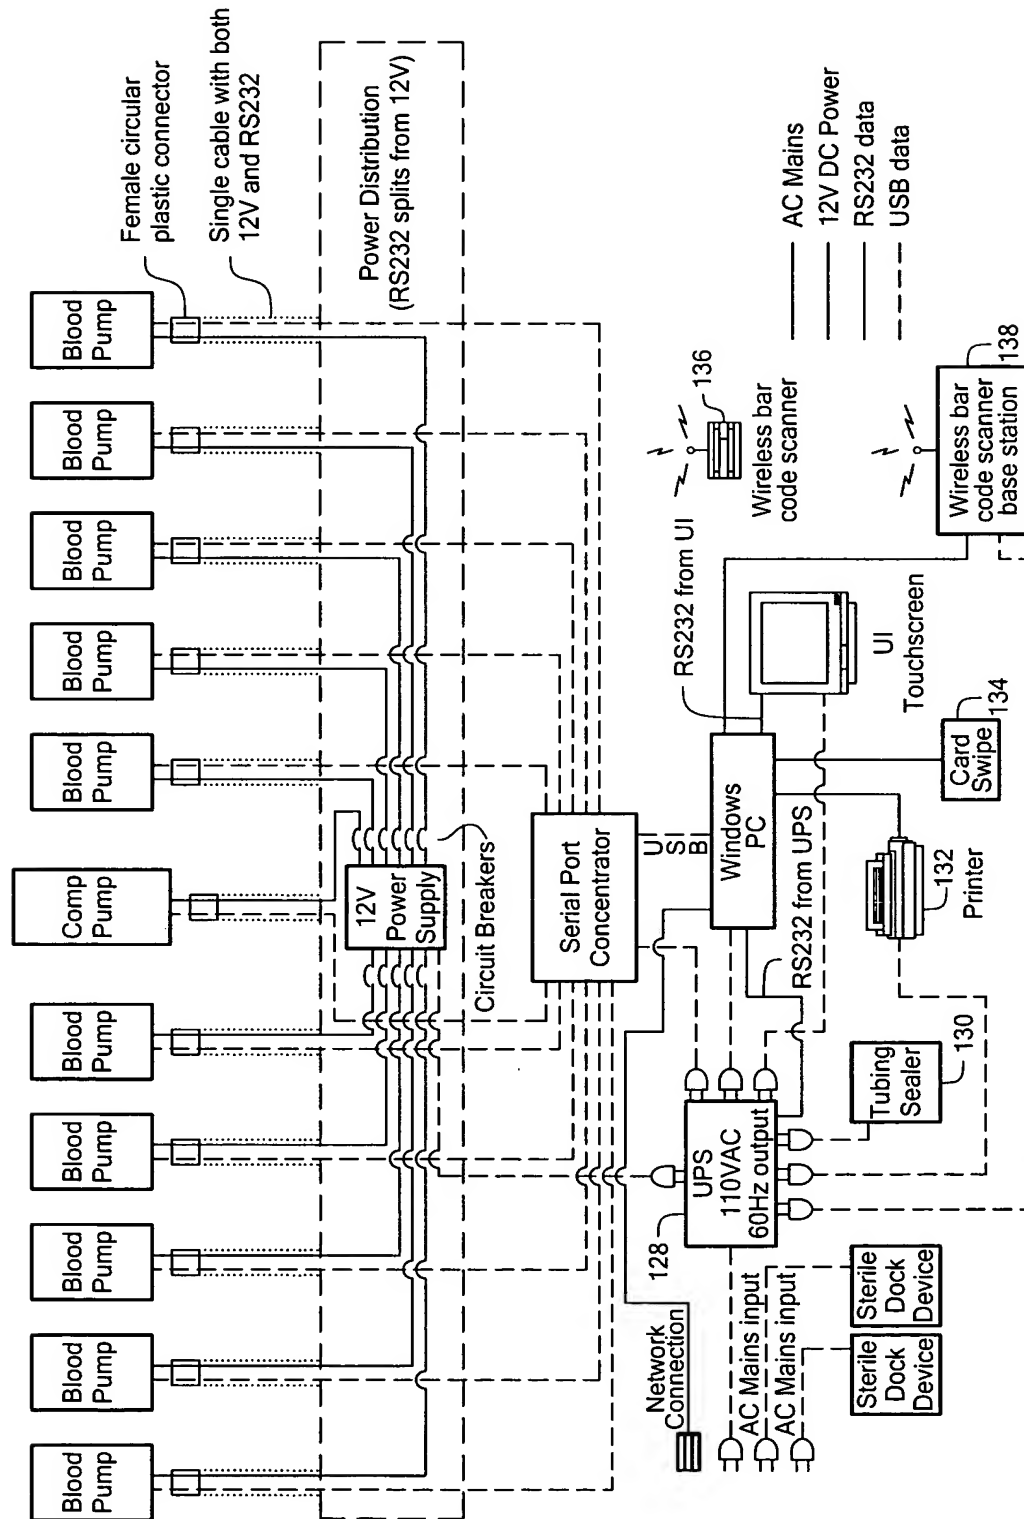 Blood
Pump
Blood
Pump
Blood
Pump
Blood
Pump
Blood
Pump
Comp
Pump
Blood
Pump
Blood
Pump
Blood
Pump
Blood
Pump
Blood
Pump
Female circular
plastic connector
Single cable with both
12V and RS232
Power Distribution
(RS232 splits from 12V)
12V
Power
Supply
Circuit Breakers
Serial Port
Concentrator
USB
Windows
PC
RS232 from UI
UI
Touchscreen
136
Wireless bar
code scanner
138
Wireless bar
code scanner
base station
AC Mains
12V DC Power
RS232 data
USB data
134
Card
Swipe
132
Printer
RS232 from UPS
130
Tubing
Sealer
128
UPS
110VAC
60Hz output
Network
Connection
AC Mains input
AC Mains input
Sterile
Dock
Device
Sterile
Dock
Device